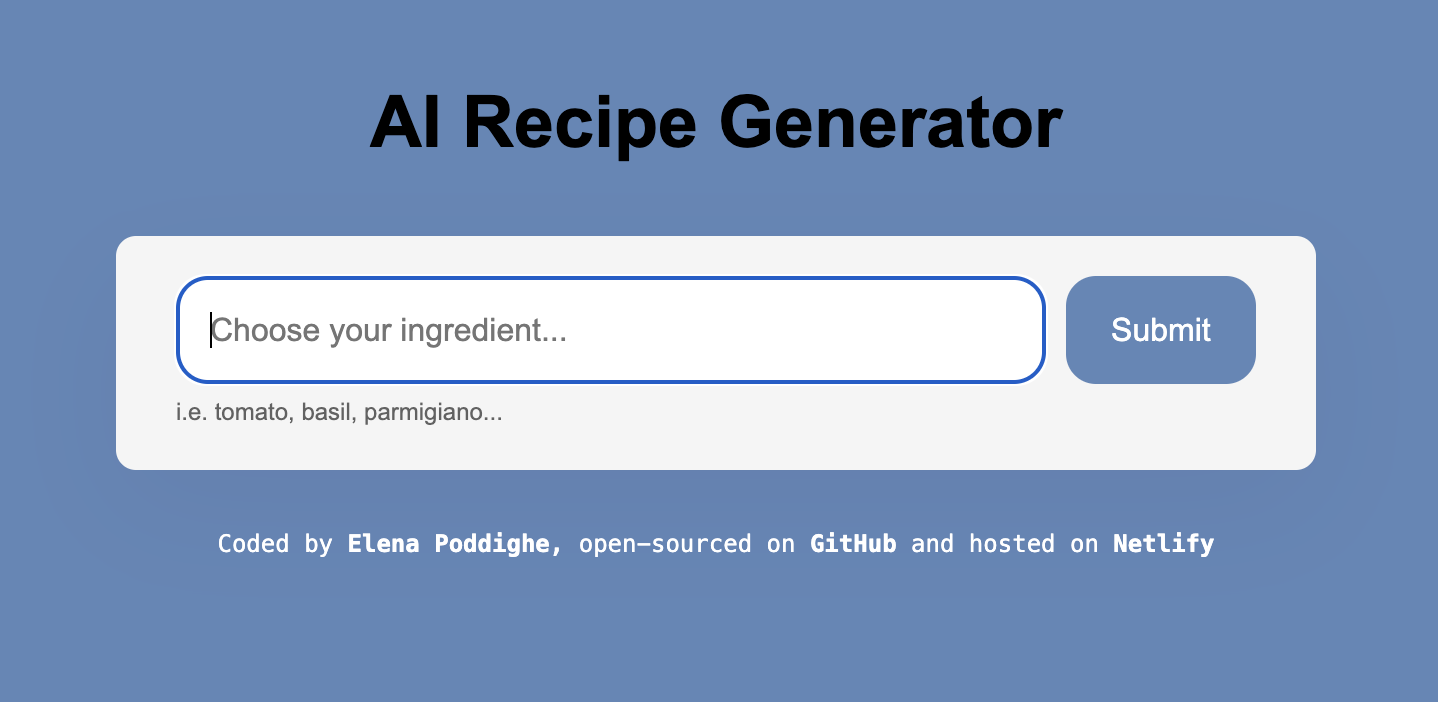 AI Recipe Generator
Choose your ingredient...
Submit
i.e. tomato, basil, parmigiano...
Coded by Elena Poddighe, open-sourced on GitHub and hosted on Netlify